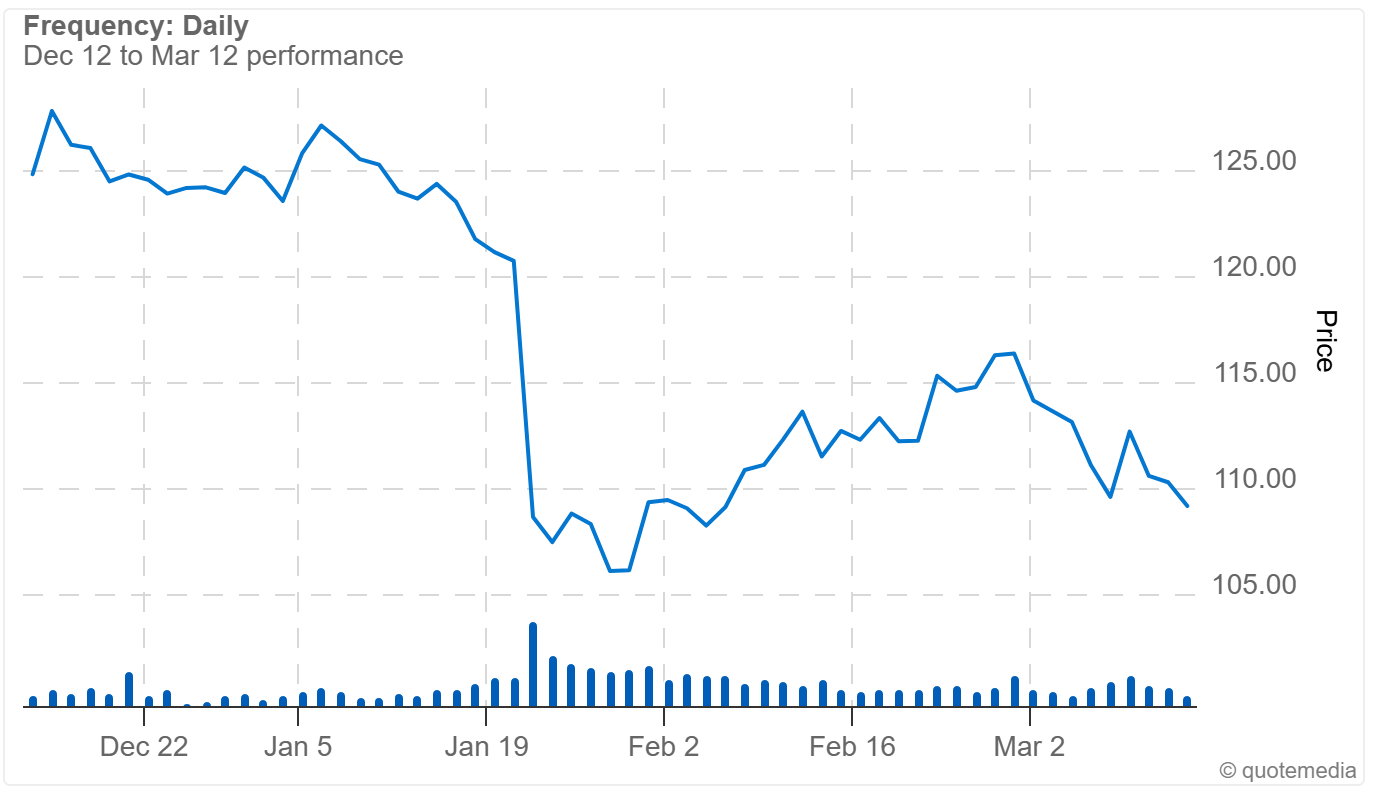 Frequency: Daily
Dec 12 to Mar 12 performance
125.00
120.00
115.00
110.00
105.00
Price
Dec 22 Jan 5 Jan 19 Feb 2 Feb 16 Mar 2
© quotemedia